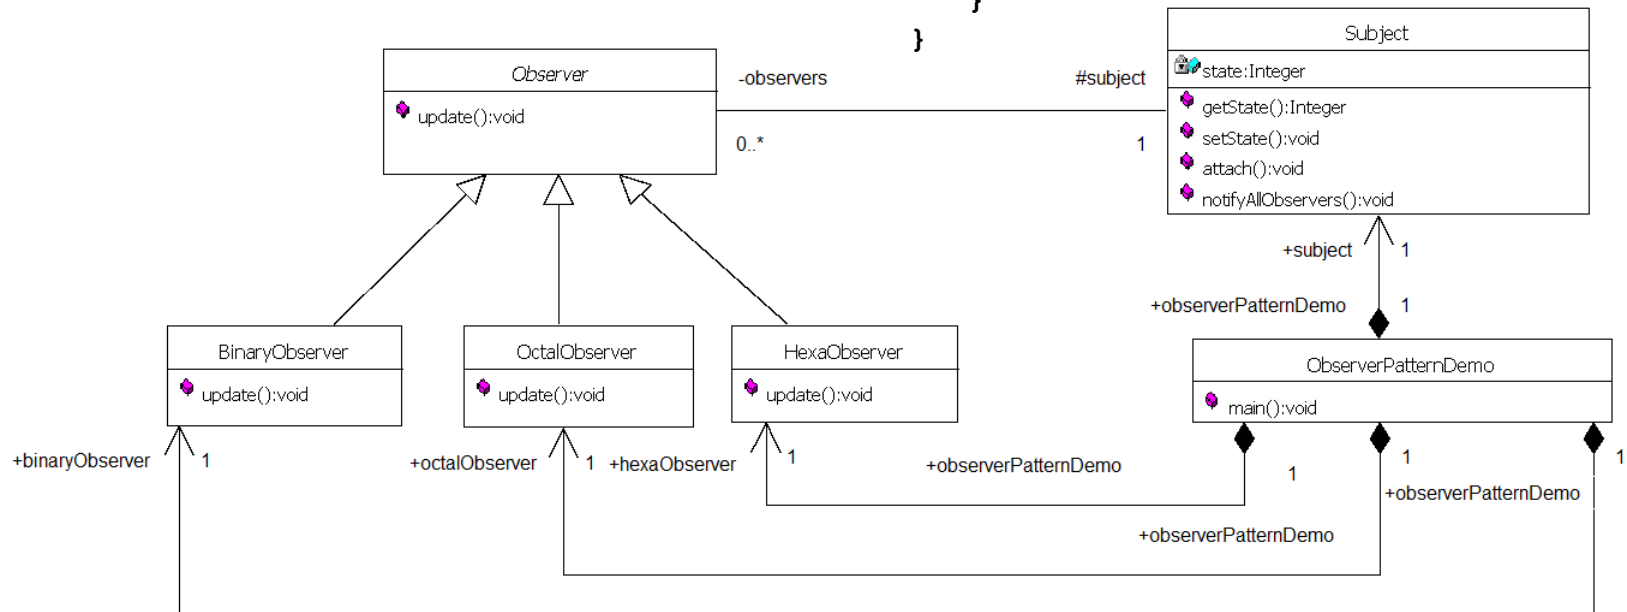 }
}
Subject
state:Integer
getState():Integer
setState():void
attach():void
notifyAllObservers():void
Observer
update():void
-observers
#subject
0..*
1
+subject
1
+observerPatternDemo
1
BinaryObserver
update():void
OctalObserver
update():void
HexaObserver
update():void
ObserverPatternDemo
main():void
+binaryObserver
1
+octalObserver
1
+hexaObserver
1
+observerPatternDemo
1
1
+observerPatternDemo
1
+observerPatternDemo